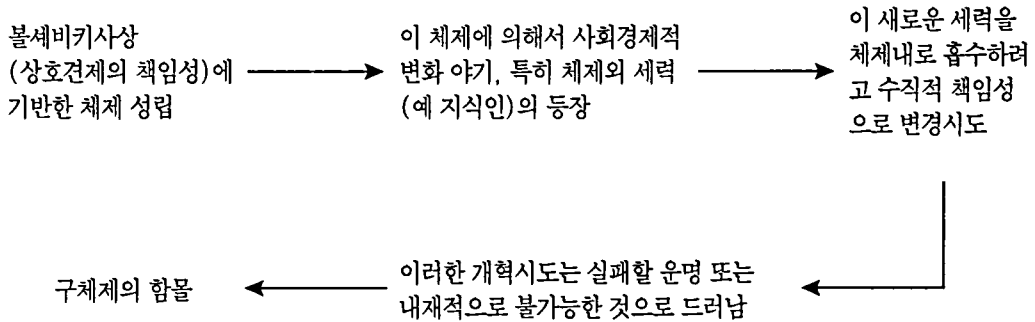 볼셰비키사상
(상호견제의 책임성)에
기반한 체제 성립
이 체제에 의해서 사회경제적
변화 야기, 특히 체제외 세력
(예 지식인)의 등장
이 새로운 세력을
체제내로 흡수하려
고 수직적 책임성
으로 변경시도
이러한 개혁시도는 실패할 운명 또는
내재적으로 불가능한 것으로 드러남
구체제의 함몰